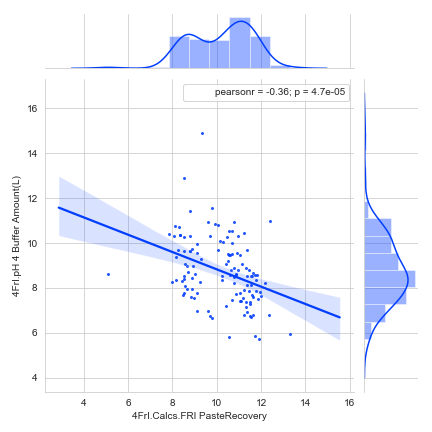 pearsonr = -0.36; p = 4.7e-05
16
14
12
10
8
6
4
4Frl.pH 4 Buffer Amount(L)
4 6 8 10 12 14 16
4Frl.Calcs.FRI PasteRecovery